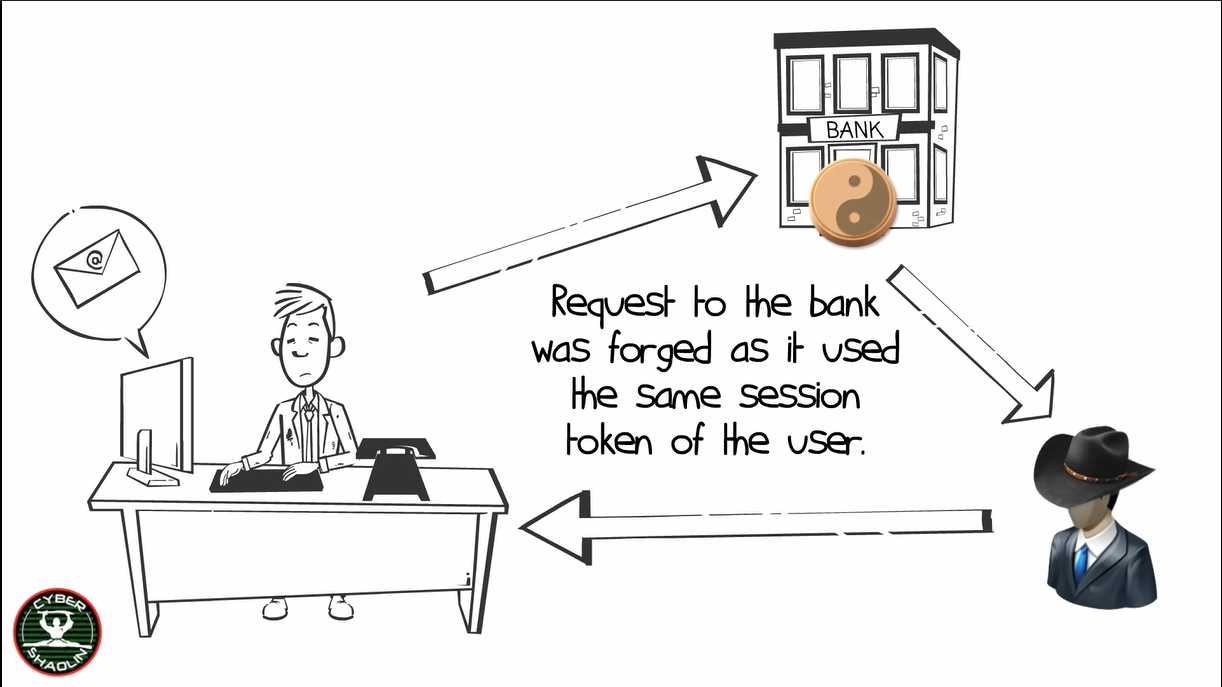 BANK
@
Request to the bank
was forged as it used
the same session
token of the user.
CYBER
SHAOLIN